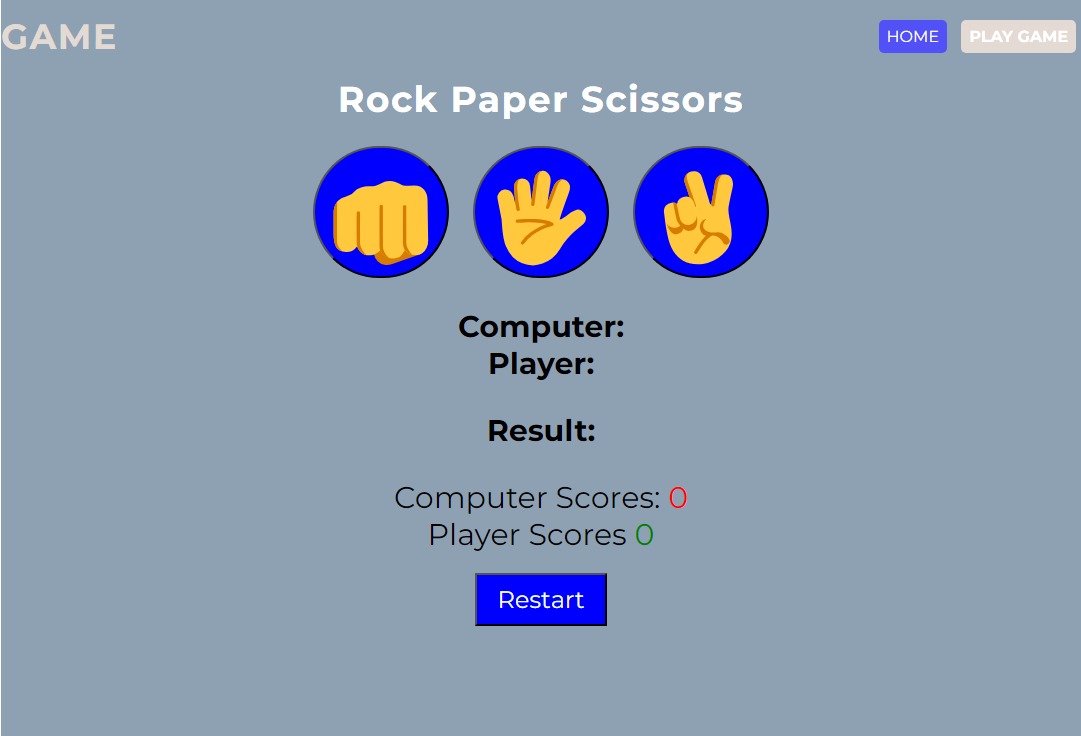 GAME
HOME
PLAY GAME
Rock Paper Scissors
Computer:
Player:
Result:
Computer Scores: 0
Player Scores 0
Restart